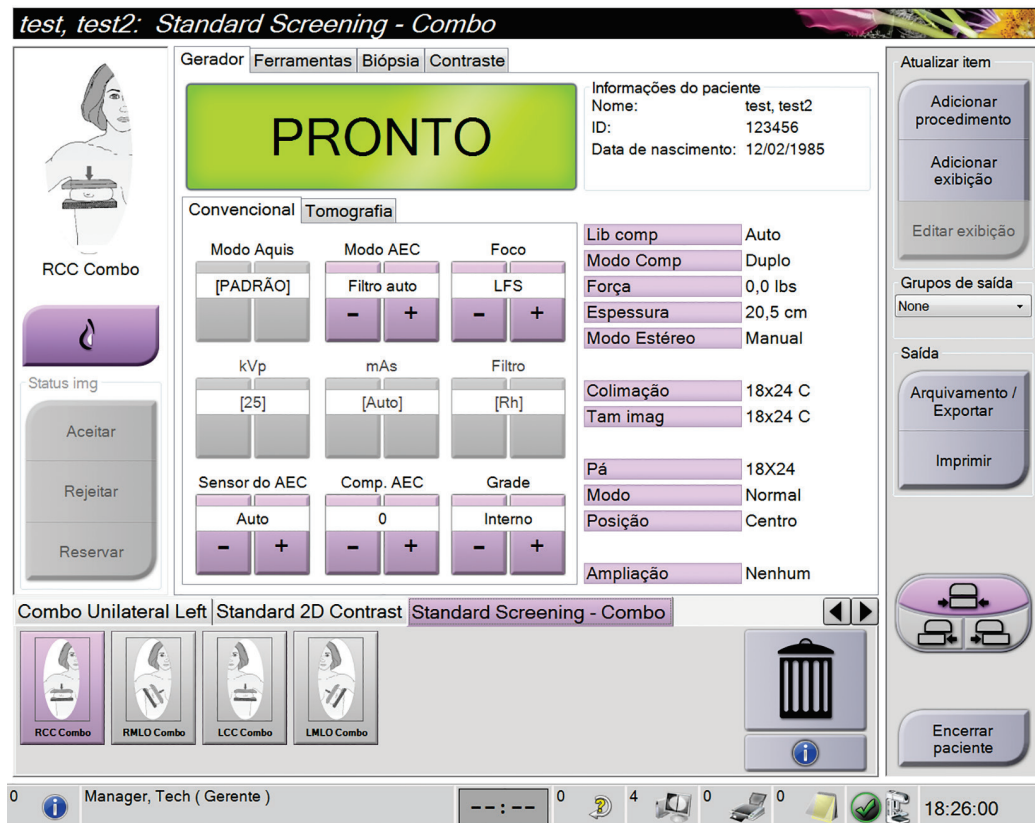 test, test2: Standard Screening - Combo
Gerador Ferramentas Biópsia Contraste
PRONTO
Informações do paciente
Nome: test, test2
ID: 123456
Data de nascimento: 12/02/1985
RCC Combo
Status img
Aceitar
Rejeitar
Reservar
Convencional Tomografia
Modo Aquis Modo AEC Foco
[PADRÃO] Filtro auto LFS
- + - +
kVp mAs Filtro
[25] [Auto] [Rh]
Sensor do AEC Comp. AEC Grade
Auto 0 Interno
- + - + - +
Lib comp Auto
Modo Comp Duplo
Força 0,0 lbs
Espessura 20,5 cm
Modo Estéreo Manual
Colimação 18x24 C
Tam imag 18x24 C
Pá 18X24
Modo Normal
Posição Centro
Ampliação Nenhum
Atualizar item
Adicionar
procedimento
Adicionar
exibição
Editar exibição
Grupos de saída
None
Saída
Arquivamento /
Exportar
Imprimir
Combo Unilateral Left Standard 2D Contrast Standard Screening - Combo
RCC Combo RMLO Combo LCC Combo LMLO Combo
Encerrar
paciente
0 Manager, Tech ( Gerente ) --:-- 0 4 0 0 18:26:00